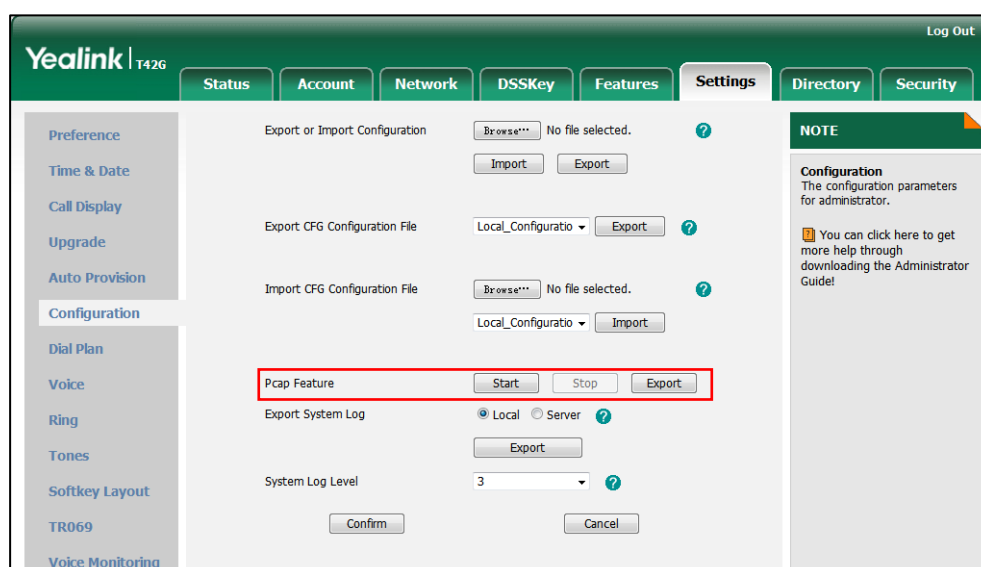 Log Out
Yealink | T42G
Status Account Network DSSKey Features Settings Directory Security
Preference
Time & Date
Call Display
Upgrade
Auto Provision
Configuration
Dial Plan
Voice
Ring
Tones
Softkey Layout
TR069
Voice Monitoring
Export or Import Configuration Browase... No file selected. ?
Import Export
Export CFG Configuration File Local_Configuratio Export ?
Import CFG Configuration File Browse... No file selected. ?
Local_Configuratio Import
Pcap Feature Start Stop Export
Export System Log Local Server ?
Export
System Log Level 3 ?
Confirm Cancel
NOTE
Configuration
The configuration parameters
for administrator.
? You can click here to get
more help through
downloading the Administrator
Guide!